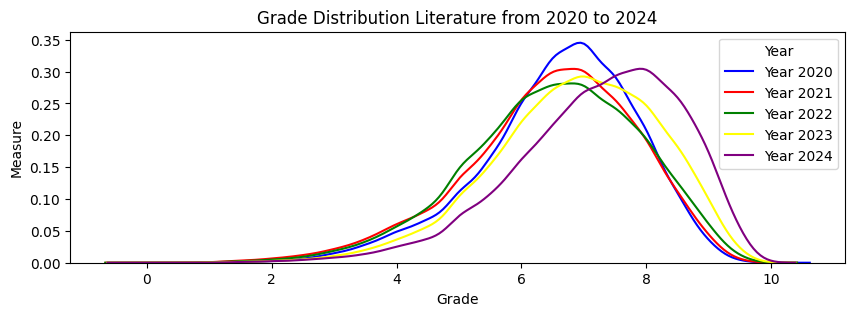 Grade Distribution Literature from 2020 to 2024
0.35
0.30
0.25
0.20
0.15
0.10
0.05
0.00
Measure
0 2 4 6 8 10
Grade
Year
Year 2020
Year 2021
Year 2022
Year 2023
Year 2024